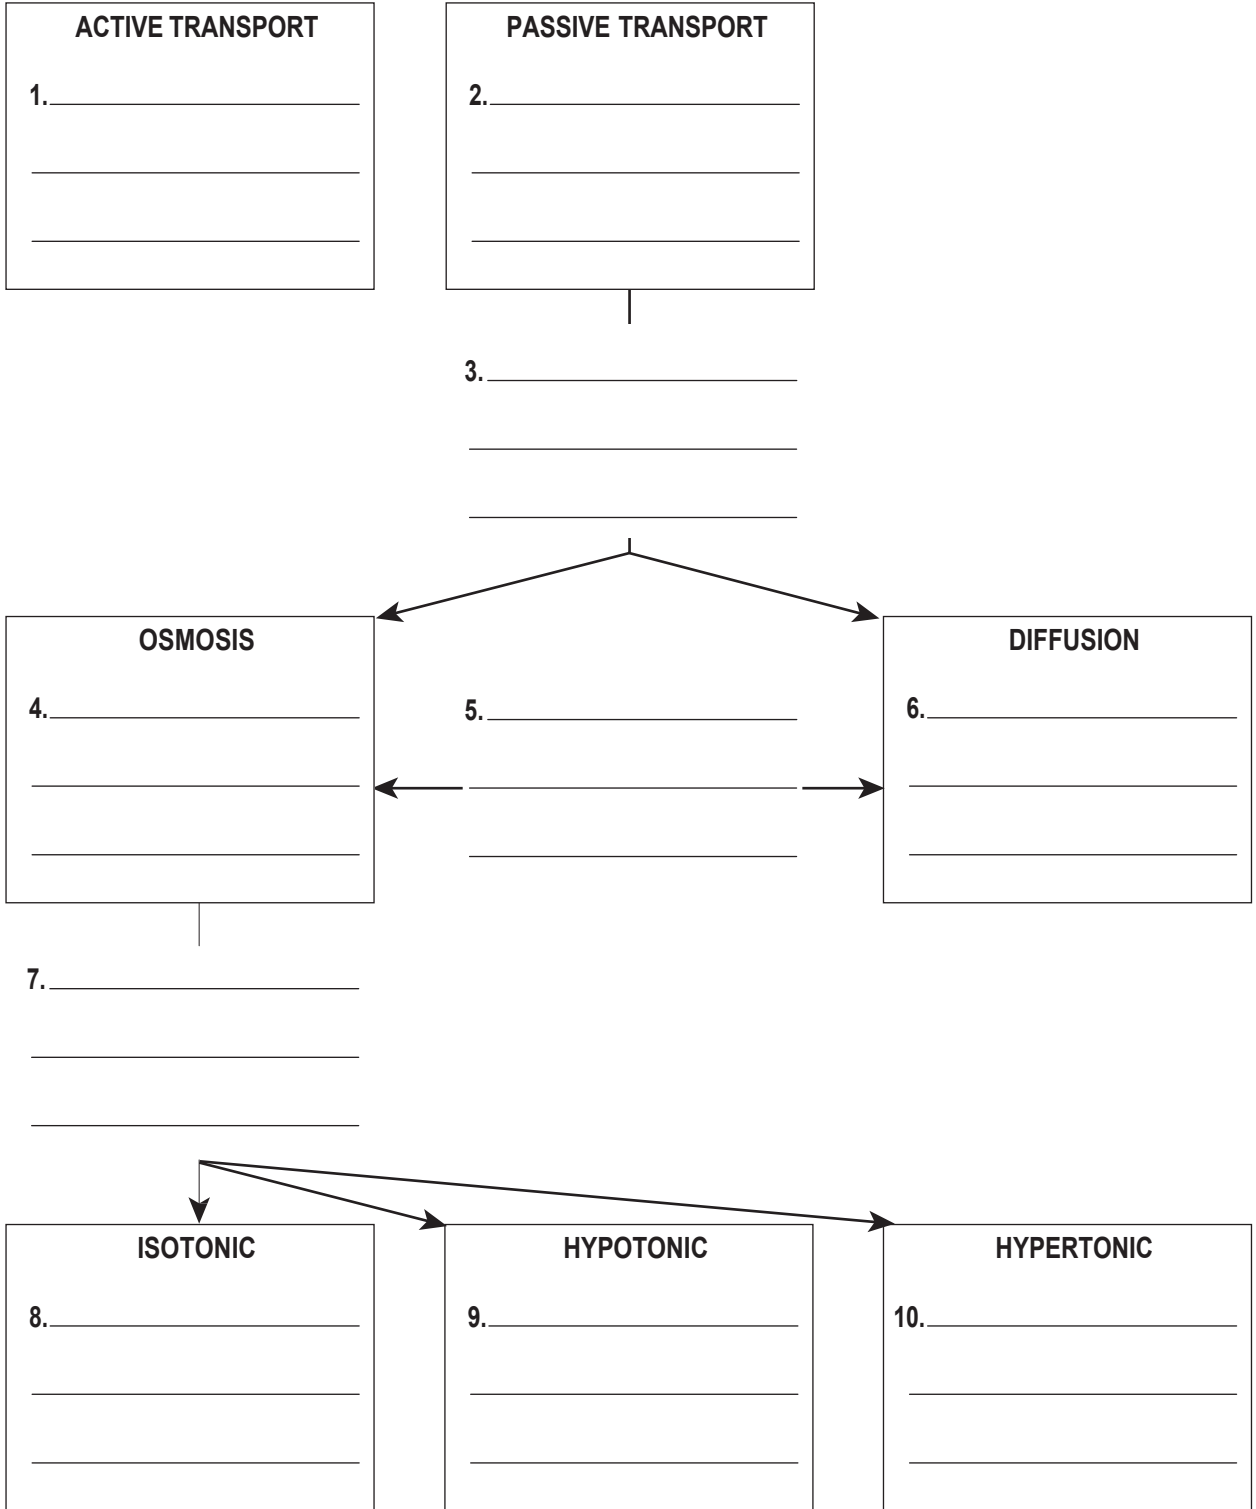 ACTIVE TRANSPORT
PASSIVE TRANSPORT
1.
2.
3.
OSMOSIS
DIFFUSION
4.
5.
6.
7.
ISOTONIC
HYPOTONIC
HYPERTONIC
8.
9.
10.